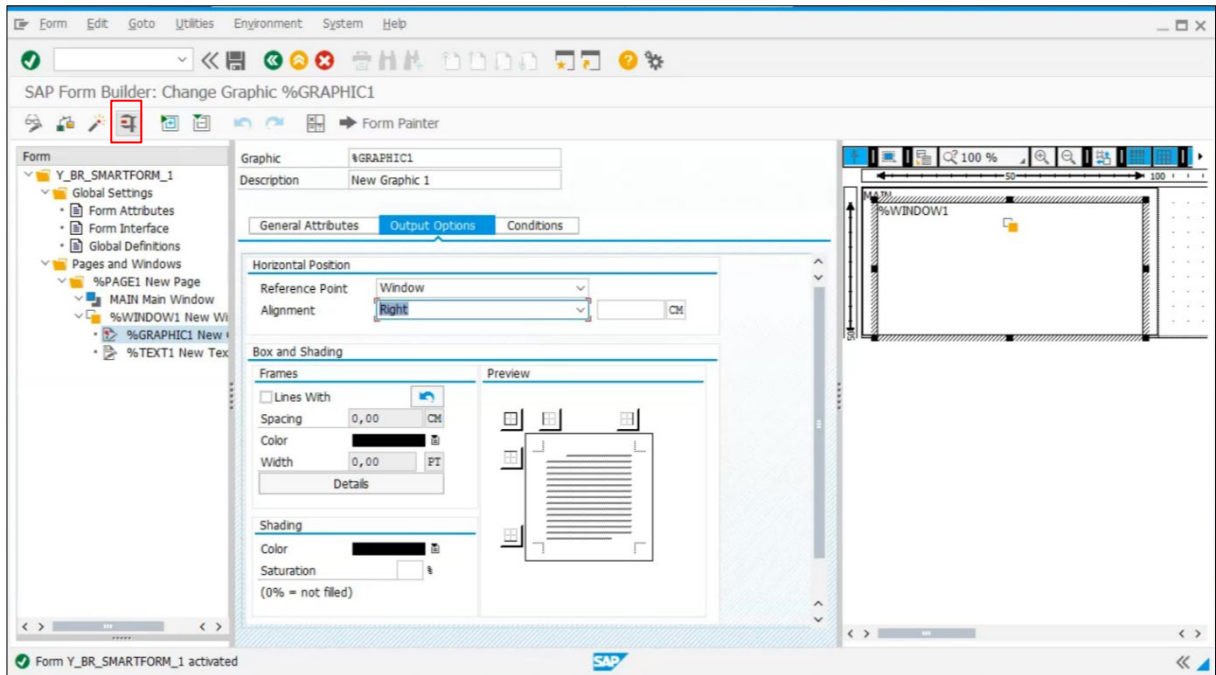 Form Edit Goto Utilities Environment System Help
SAP Form Builder: Change Graphic %GRAPHIC1
Form Painter
Form
Y_BR_SMARTFORM_1
Global Settings
Form Attributes
Form Interface
Global Definitions
Pages and Windows
%PAGE1 New Page
MAIN Main Window
%WINDOW1 New Wi
%GRAPHIC1 New
%TEXT1 New Tex
Graphic %GRAPHIC1
Description New Graphic 1
General Attributes Output Options Conditions
Horizontal Position
Reference Point Window
Alignment Right CM
Box and Shading
Frames Preview
Lines With
Spacing 0,00 CM
Color
Width 0,00 PT
Details
Shading
Color
Saturation %
(0% = not filled)
100 %
50 100
MAIN
%WINDOW1
50
Form Y_BR_SMARTFORM_1 activated
SAP